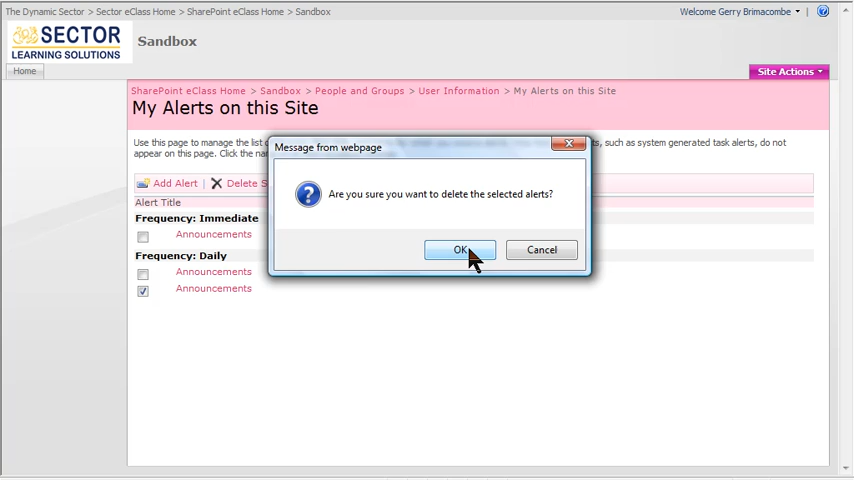 The Dynamic Sector > Sector eClass Home > SharePoint eClass Home > Sandbox
Welcome Gerry Brimacombe
SECTOR
LEARNING SOLUTIONS
Sandbox
Home
Site Actions
SharePoint eClass Home > Sandbox > People and Groups > User Information > My Alerts on this Site
My Alerts on this Site
Use this page to manage the list
such as system generated task alerts, do not
appear on this page. Click the
Message from webpage
Are you sure you want to delete the selected alerts?
OK
Cancel
Add Alert | Delete
Alert Title
Frequency: Immediate
Announcements
Frequency: Daily
Announcements
Announcements